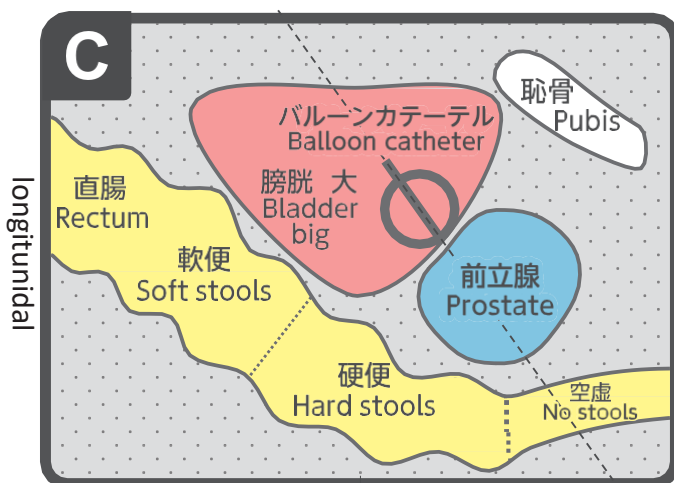 C
恥骨
Pubis
バルーンカテーテル
Balloon catheter
膀胱 大
Bladder
big
直腸
Rectum
軟便
Soft stools
前立腺
Prostate
硬便
Hard stools
空虚
No stools
longitunidal